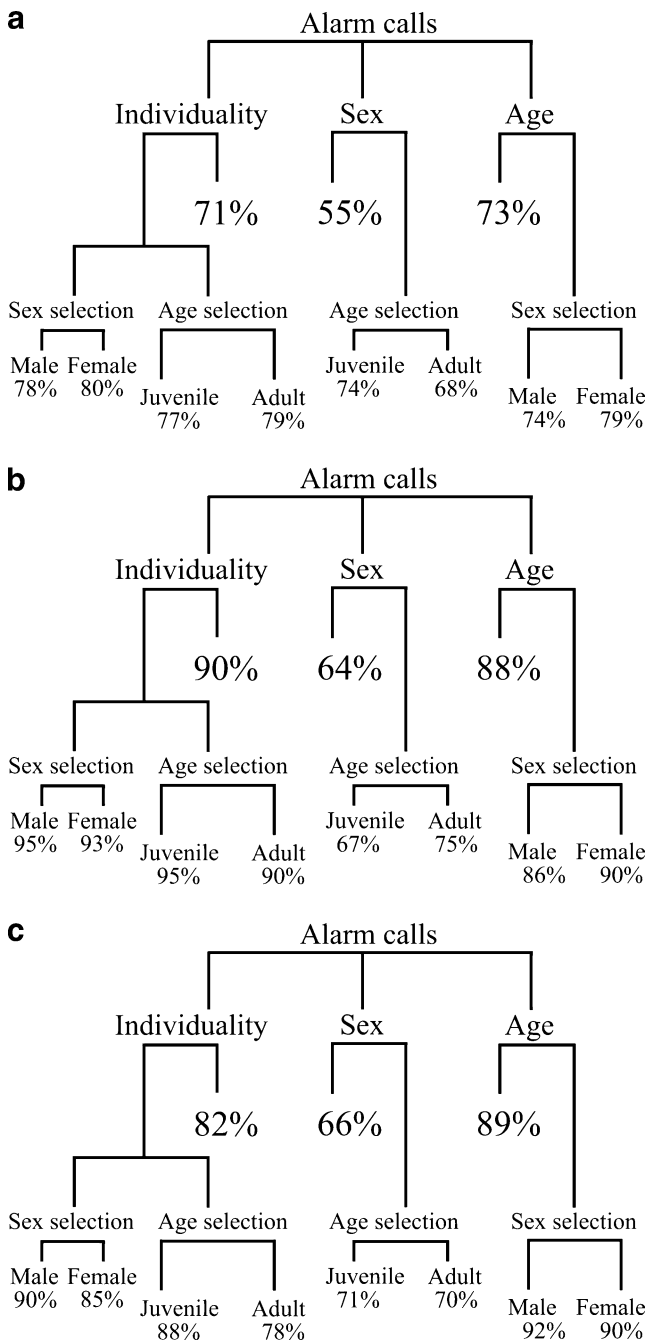 a
Alarm calls
Individuality Sex Age
71% 55% 73%
Sex selection Age selection Age selection Sex selection
Male Female Juvenile Adult
78% 80% 74% 68%
Juvenile Adult Male Female
77% 79% 74% 79%
b
Alarm calls
Individuality Sex Age
90% 64% 88%
Sex selection Age selection Age selection Sex selection
Male Female Juvenile Adult
95% 93% 67% 75%
Juvenile Adult Male Female
95% 90% 86% 90%
c
Alarm calls
Individuality Sex Age
82% 66% 89%
Sex selection Age selection Age selection Sex selection
Male Female Juvenile Adult
90% 85% 71% 70%
Juvenile Adult Male Female
88% 78% 92% 90%